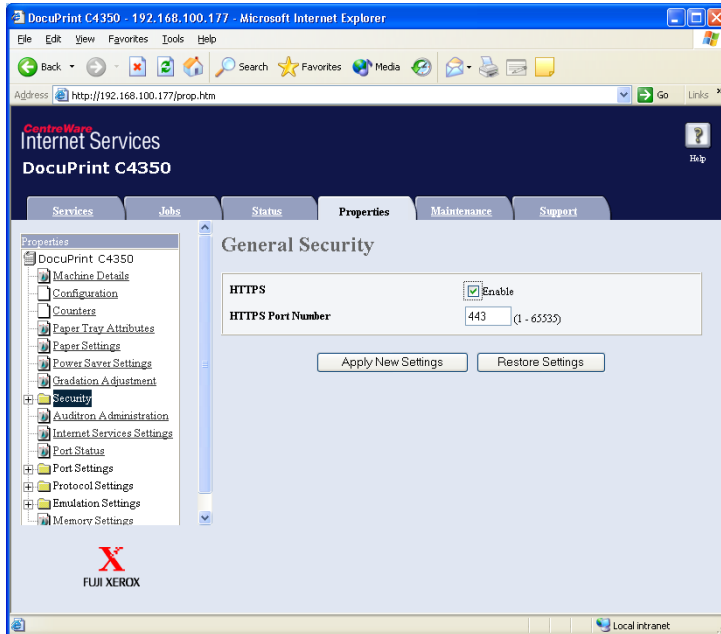 DocuPrint C4350 - 192.168.100.177 - Microsoft Internet Explorer
File Edit View Favorites Tools Help
Back Search Favorites Media
Address http://192.168.100.177/prop.htm Go Links »
CentreWare
Internet Services
DocuPrint C4350
Help
Services Jobs Status Properties Maintenance Support
Properties
DocuPrint C4350
Machine Details
Configuration
Counters
Paper Tray Attributes
Paper Settings
Power Saver Settings
Gradation Adjustment
Security
Auditron Administration
Internet Services Settings
Port Status
Port Settings
Protocol Settings
Emulation Settings
Memory Settings
General Security
HTTPS Enable
HTTPS Port Number 443 (1 - 65535)
Apply New Settings Restore Settings
FUJI XEROX
Local intranet